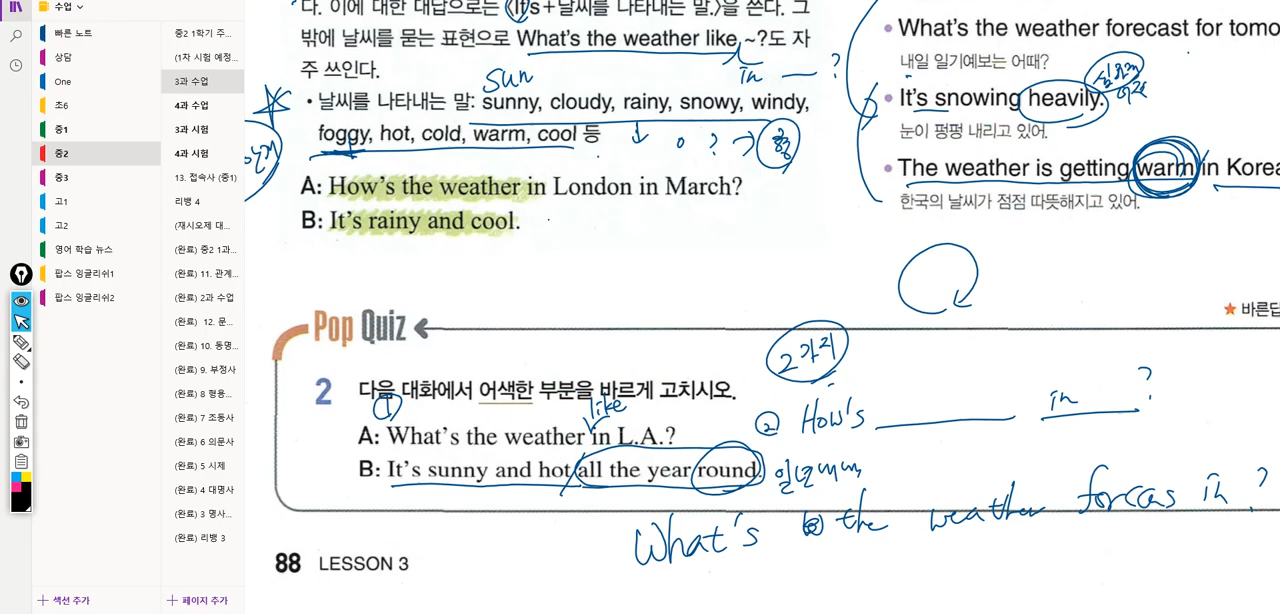 수업
빠른 노트
상담
One
초6
중1
중2
중3
고1
고2
영어 학습 뉴스
팝스 잉글리쉬1
팝스 잉글리쉬2
섹션 추가
중2 1학기 주...
(1차 시험 예정...
3과 수업
4과 수업
3과 시험
4과 시험
13. 접속사 (중1)
리뱅 4
(재시오제 대...
(완료) 중2 1과...
(완료) 11. 관계...
(완료) 2과 수업
(완료) 12. 문...
(완료) 10. 동명...
(완료) 9. 부정사
(완료) 8 형용...
(완료) 7 조동사
(완료) 6 의문사
(완료) 5 시제
(완료) 4 대명사
(완료) 3 명사...
(완료) 리뱅 3
페이지 추가
다. 이에 대한 대답으로는 〈It's+날씨를 나타내는 말.〉을 쓴다. 그
밖에 날씨를 묻는 표현으로 What's the weather like ~?도 자
in ?
주 쓰인다.
sun
• 날씨를 나타내는 말: sunny, cloudy, rainy, snowy, windy,
foggy, hot, cold, warm, cool 등
A: How's the weather in London in March?
B: It's rainy and cool.
• What's the weather forecast for tomo
내일 일기예보는 어때?
• It's snowing heavily.
눈이 펑펑 내리고 있어.
• The weather is getting warm in Korea
한국의 날씨가 점점 따뜻해지고 있어.
Pop Quiz
★ 바른답
2가지
2 다음 대화에서 어색한 부분을 바르게 고치시오.
① like
A: What's the weather in L.A.?
② How's in ?
B: It's sunny and hot all the year round.
일년내내
What's the weather forcas in ?
88 LESSON 3